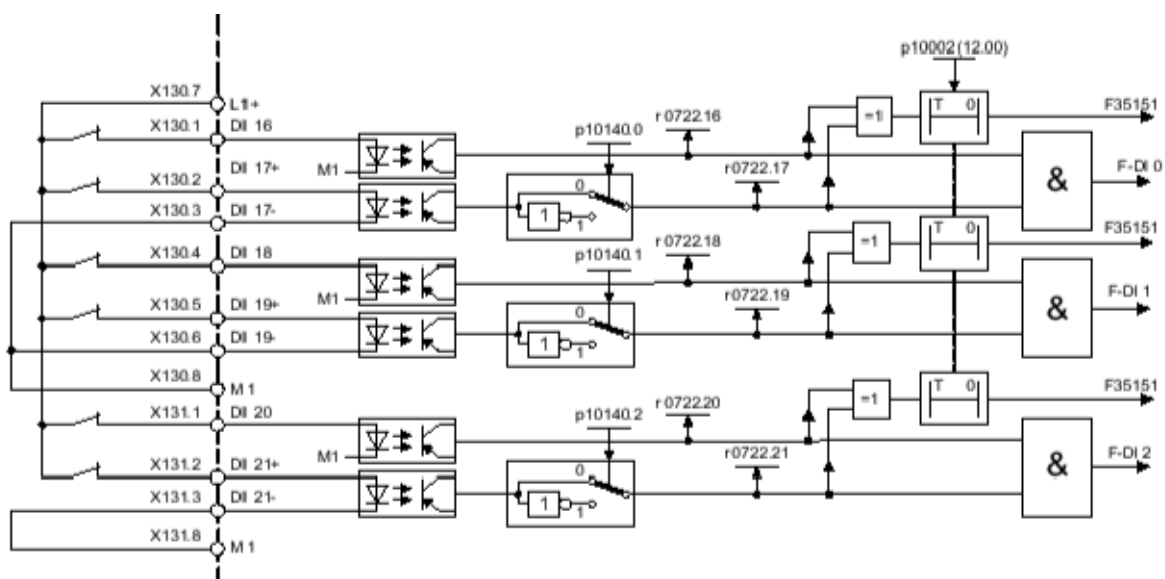 p10002 (12.00)
X130.7 L1+ T 0 F35151
X130.1 DI 16 p10140.0 r0722.16 =1
X130.2 DI 17+ M1 0 r0722.17 & F-DI 0
X130.3 DI 17- 1 1 F35151
X130.4 DI 18 p10140.1 r0722.18 =1 T 0
X130.5 DI 19+ M1 0 r0722.19 & F-DI 1
X130.6 DI 19- 1 1
X130.8 M1 T 0 F35151
X131.1 DI 20 p10140.2 r0722.20 =1
X131.2 DI 21+ M1 0 r0722.21 & F-DI 2
X131.3 DI 21- 1 1
X131.8 M1